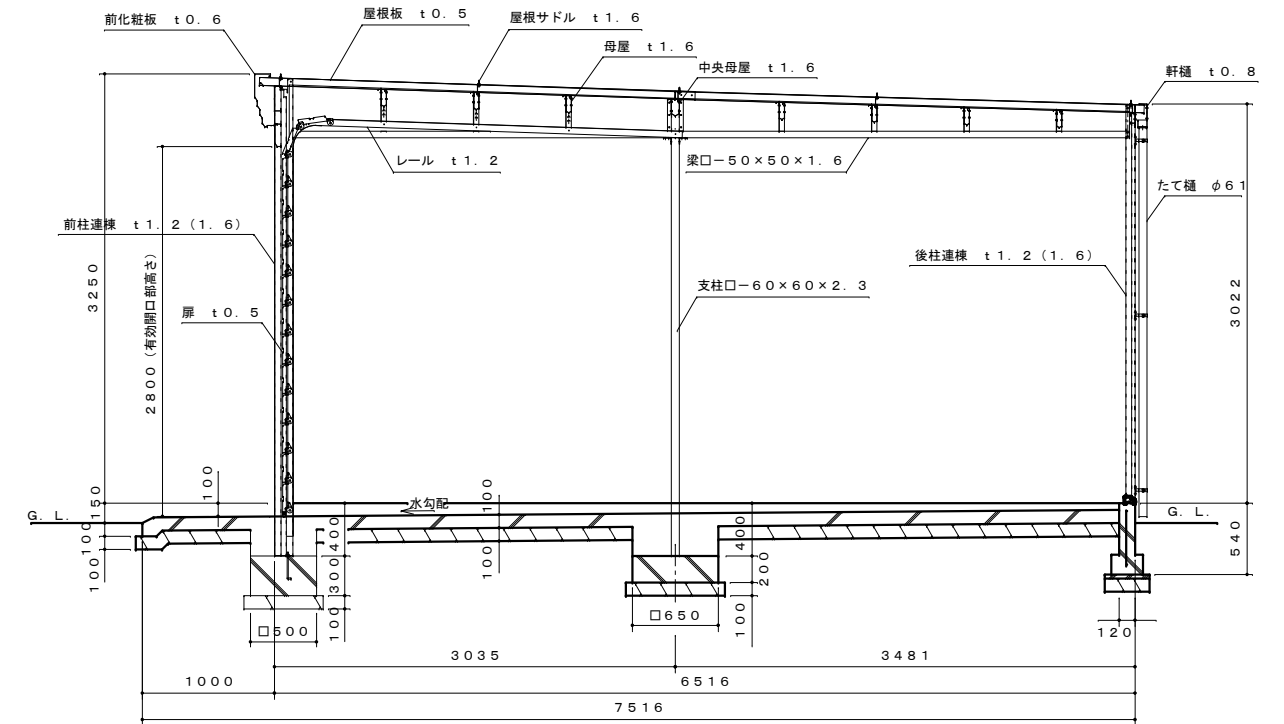 前化粧板 ｔ０．６
屋根板 ｔ０．５
屋根サドル ｔ１．６
母屋 ｔ１．６
中央母屋 ｔ１．６
軒樋 ｔ０．８
レール ｔ１．２
梁口－５０×５０×１．６
たて樋 φ６１
前柱連棟 ｔ１．２（１．６）
後柱連棟 ｔ１．２（１．６）
３２５０
２８００（有効開口部高さ）
扉 ｔ０．５
支柱口－６０×６０×２．３
３０２２
１５０
１００
水勾配
１００
Ｇ．Ｌ．
Ｇ．Ｌ．
１００
１００
４００
３００
１００
１００
４００
２００
１００
５４０
□５００
□６５０
１２０
３０３５
３４８１
１０００
６５１６
７５１６